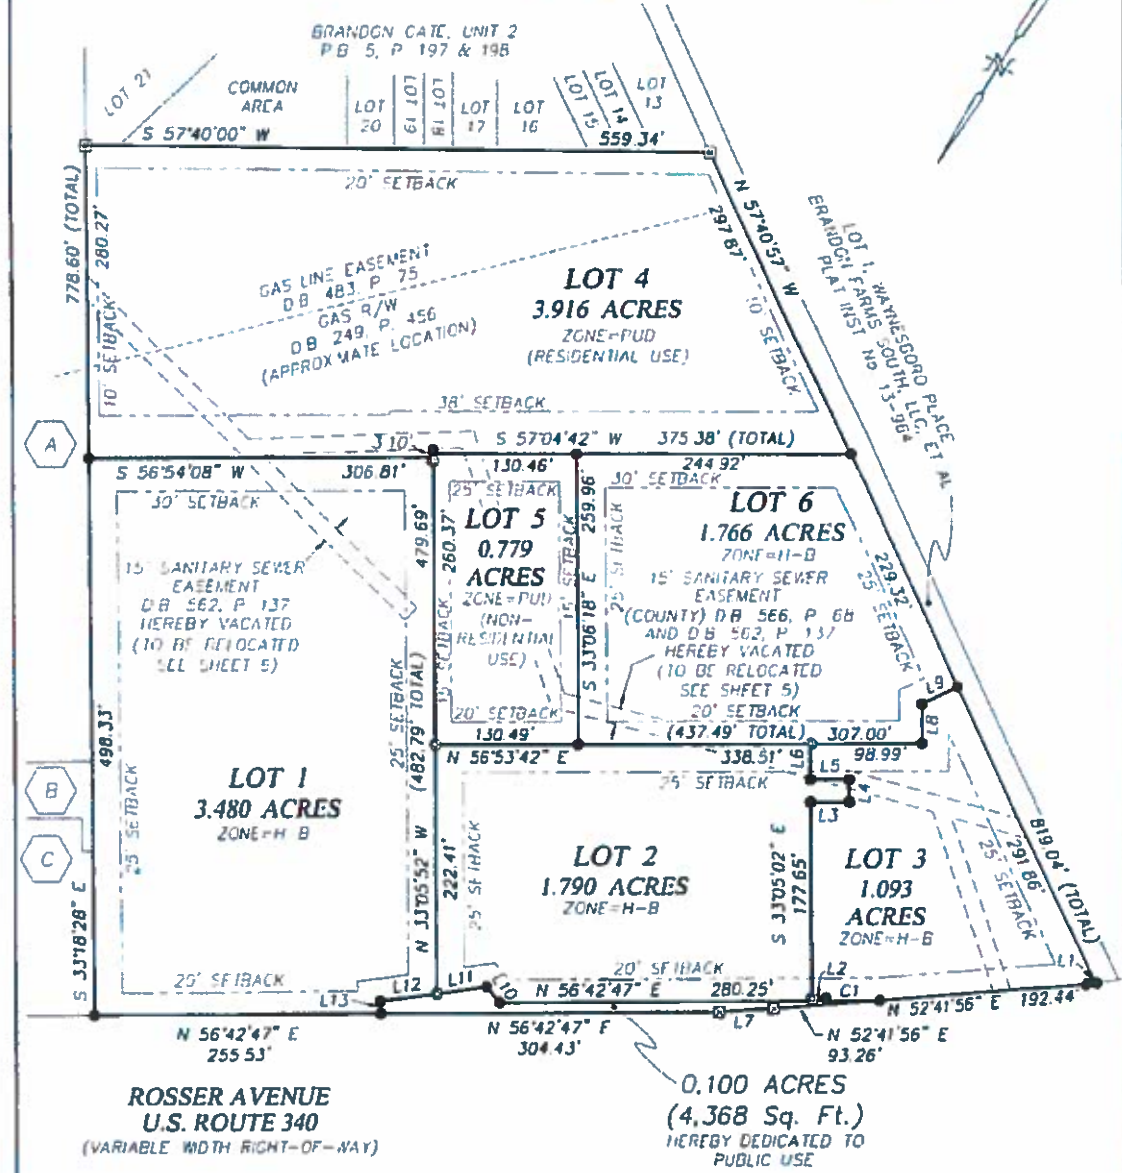 BRANDON GATE, UNIT 2
P B 5, P 197 & 198
LOT 21
COMMON
AREA
LOT
20
LOT 19
LOT 18
LOT
17
LOT
16
LOT 15
LOT 14
LOT
13
N
S 57°40'00" W
559.34'
20' SETBACK
778.60' (TOTAL)
280.27'
10' SETBACK
GAS LINE EASEMENT
D B 483, P 75
GAS R/W
D B 249, P. 456
(APPROXIMATE LOCATION)
LOT 4
3.916 ACRES
ZONE=PUD
(RESIDENTIAL USE)
N 57°40'57" W
297.67'
10' SETBACK
LOT 1, WAYNESBORO PLACE
BRANDON FARMS SOUTH, LLC, ET AL
PLAT INST NO 13-964
38' SETBACK
A
3 10'
S 57°04'42" W
375 38' (TOTAL)
S 56°54'08" W
306.81'
130.46'
244.92'
30' SETBACK
25' SETBACK
30' SETBACK
LOT 5
0.779
ACRES
ZONE=PUD
(NON-
RESIDENTIAL
USE)
479.69'
260.37'
10' SETBACK
15' SETBACK
259.96'
S 33°06'18" E
25' SETBACK
LOT 6
1.766 ACRES
ZONE=H-B
15' SANITARY SEWER
EASEMENT
(COUNTY) D B 566, P 68
AND D B 562, P 137
HEREBY VACATED
(TO BE RELOCATED
SEE SHEET 5)
20' SETBACK
229.32'
25' SETBACK
15' SANITARY SEWER
EASEMENT
D B 562, P 137
HEREBY VACATED
(TO BE RELOCATED
SEE SHEET 5)
25' SETBACK
(482.79' TOTAL)
20' SETBACK
130.49'
(437.49' TOTAL)
307.00'
N 56°53'42" E
338.51'
98.99'
L9
L8
L6
L5
L4
L3
25' SETBACK
498.33'
B
C
S 33°18'28" E
25' SETBACK
LOT 1
3.480 ACRES
ZONE=H B
N 33°05'52" W
222.41'
25' SETBACK
LOT 2
1.790 ACRES
ZONE=H-B
S 33°05'02" E
177.65'
LOT 3
1.093
ACRES
ZONE=H-B
819.04' (TOTAL)
291.86'
25' SETBACK
25' SETBACK
20' SETBACK
L13
L12
L11
L10
N 56°42'47" E
280.25'
L2
C1
L1
N 52°41'56" E
192.44'
N 56°42'47" E
255 53'
N 56°42'47" E
304.43'
L7
N 52°41'56" E
93.26'
ROSSER AVENUE
U.S. ROUTE 340
(VARIABLE WIDTH RIGHT-OF-WAY)
0.100 ACRES
(4,368 Sq. Ft.)
HEREBY DEDICATED TO
PUBLIC USE